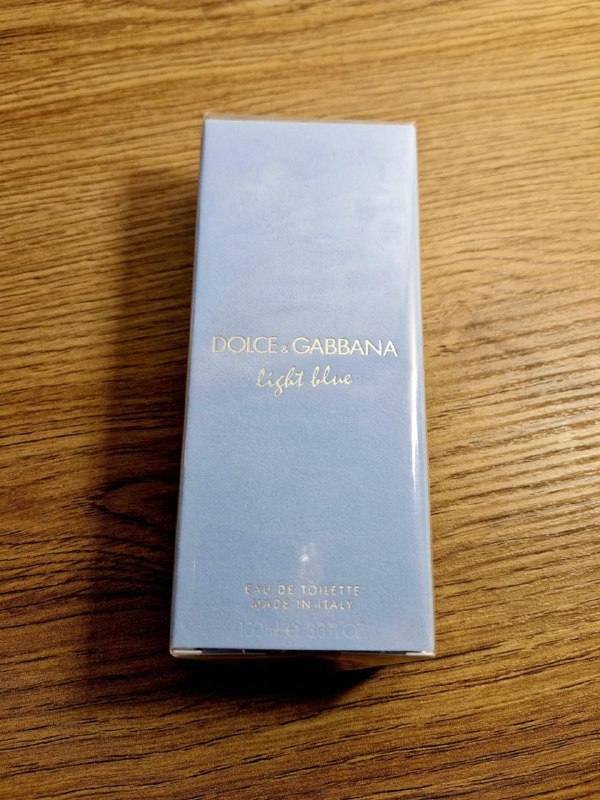 DOLCE & GABBANA
light blue
EAU DE TOILETTE
MADE IN ITALY
100 ml e 3.3 FL.OZ